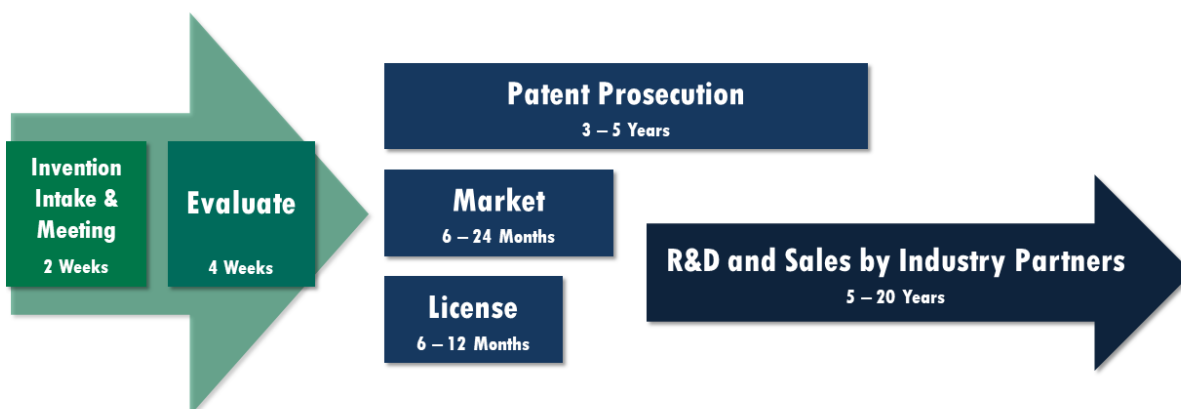 Invention
Intake &
Meeting
2 Weeks
Evaluate
4 Weeks
Patent Prosecution
3 – 5 Years
Market
6 – 24 Months
License
6 – 12 Months
R&D and Sales by Industry Partners
5 – 20 Years